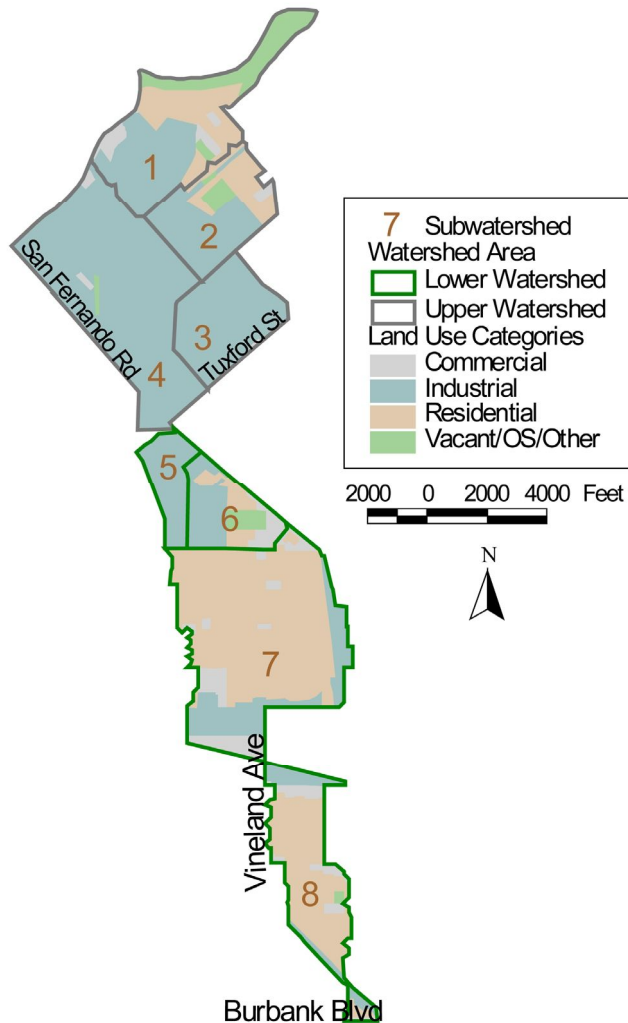 1
2
3
4
San Fernando Rd
Tuxford St
5
6
7
Vineland Ave
8
Burbank Blvd
7 Subwatershed
Watershed Area
Lower Watershed
Upper Watershed
Land Use Categories
Commercial
Industrial
Residential
Vacant/OS/Other
2000 0 2000 4000 Feet
N